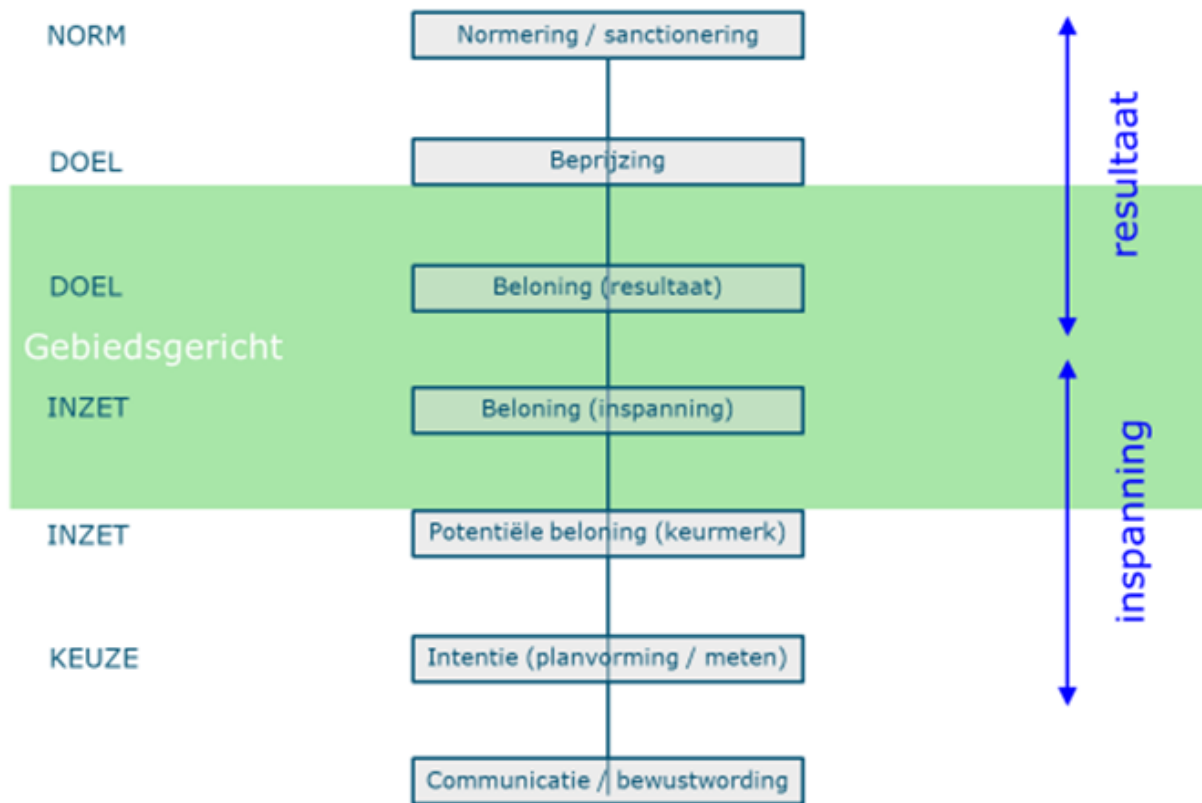 NORM
Normering / sanctionering
DOEL
Beprijzing
resultaat
DOEL
Beloning (resultaat)
Gebiedsgericht
INZET
Beloning (inspanning)
inspanning
INZET
Potentiële beloning (keurmerk)
KEUZE
Intentie (planvorming / meten)
Communicatie / bewustwording